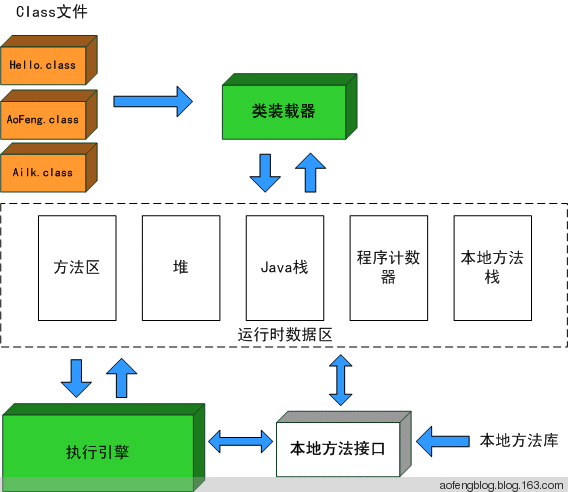 Class文件
Hello.class
AoFeng.class
Ailk.class
类装载器
方法区
堆
Java栈
程序计数
器
本地方法
栈
运行时数据区
执行引擎
本地方法接口
本地方法库
aofengblog.blog.163.com